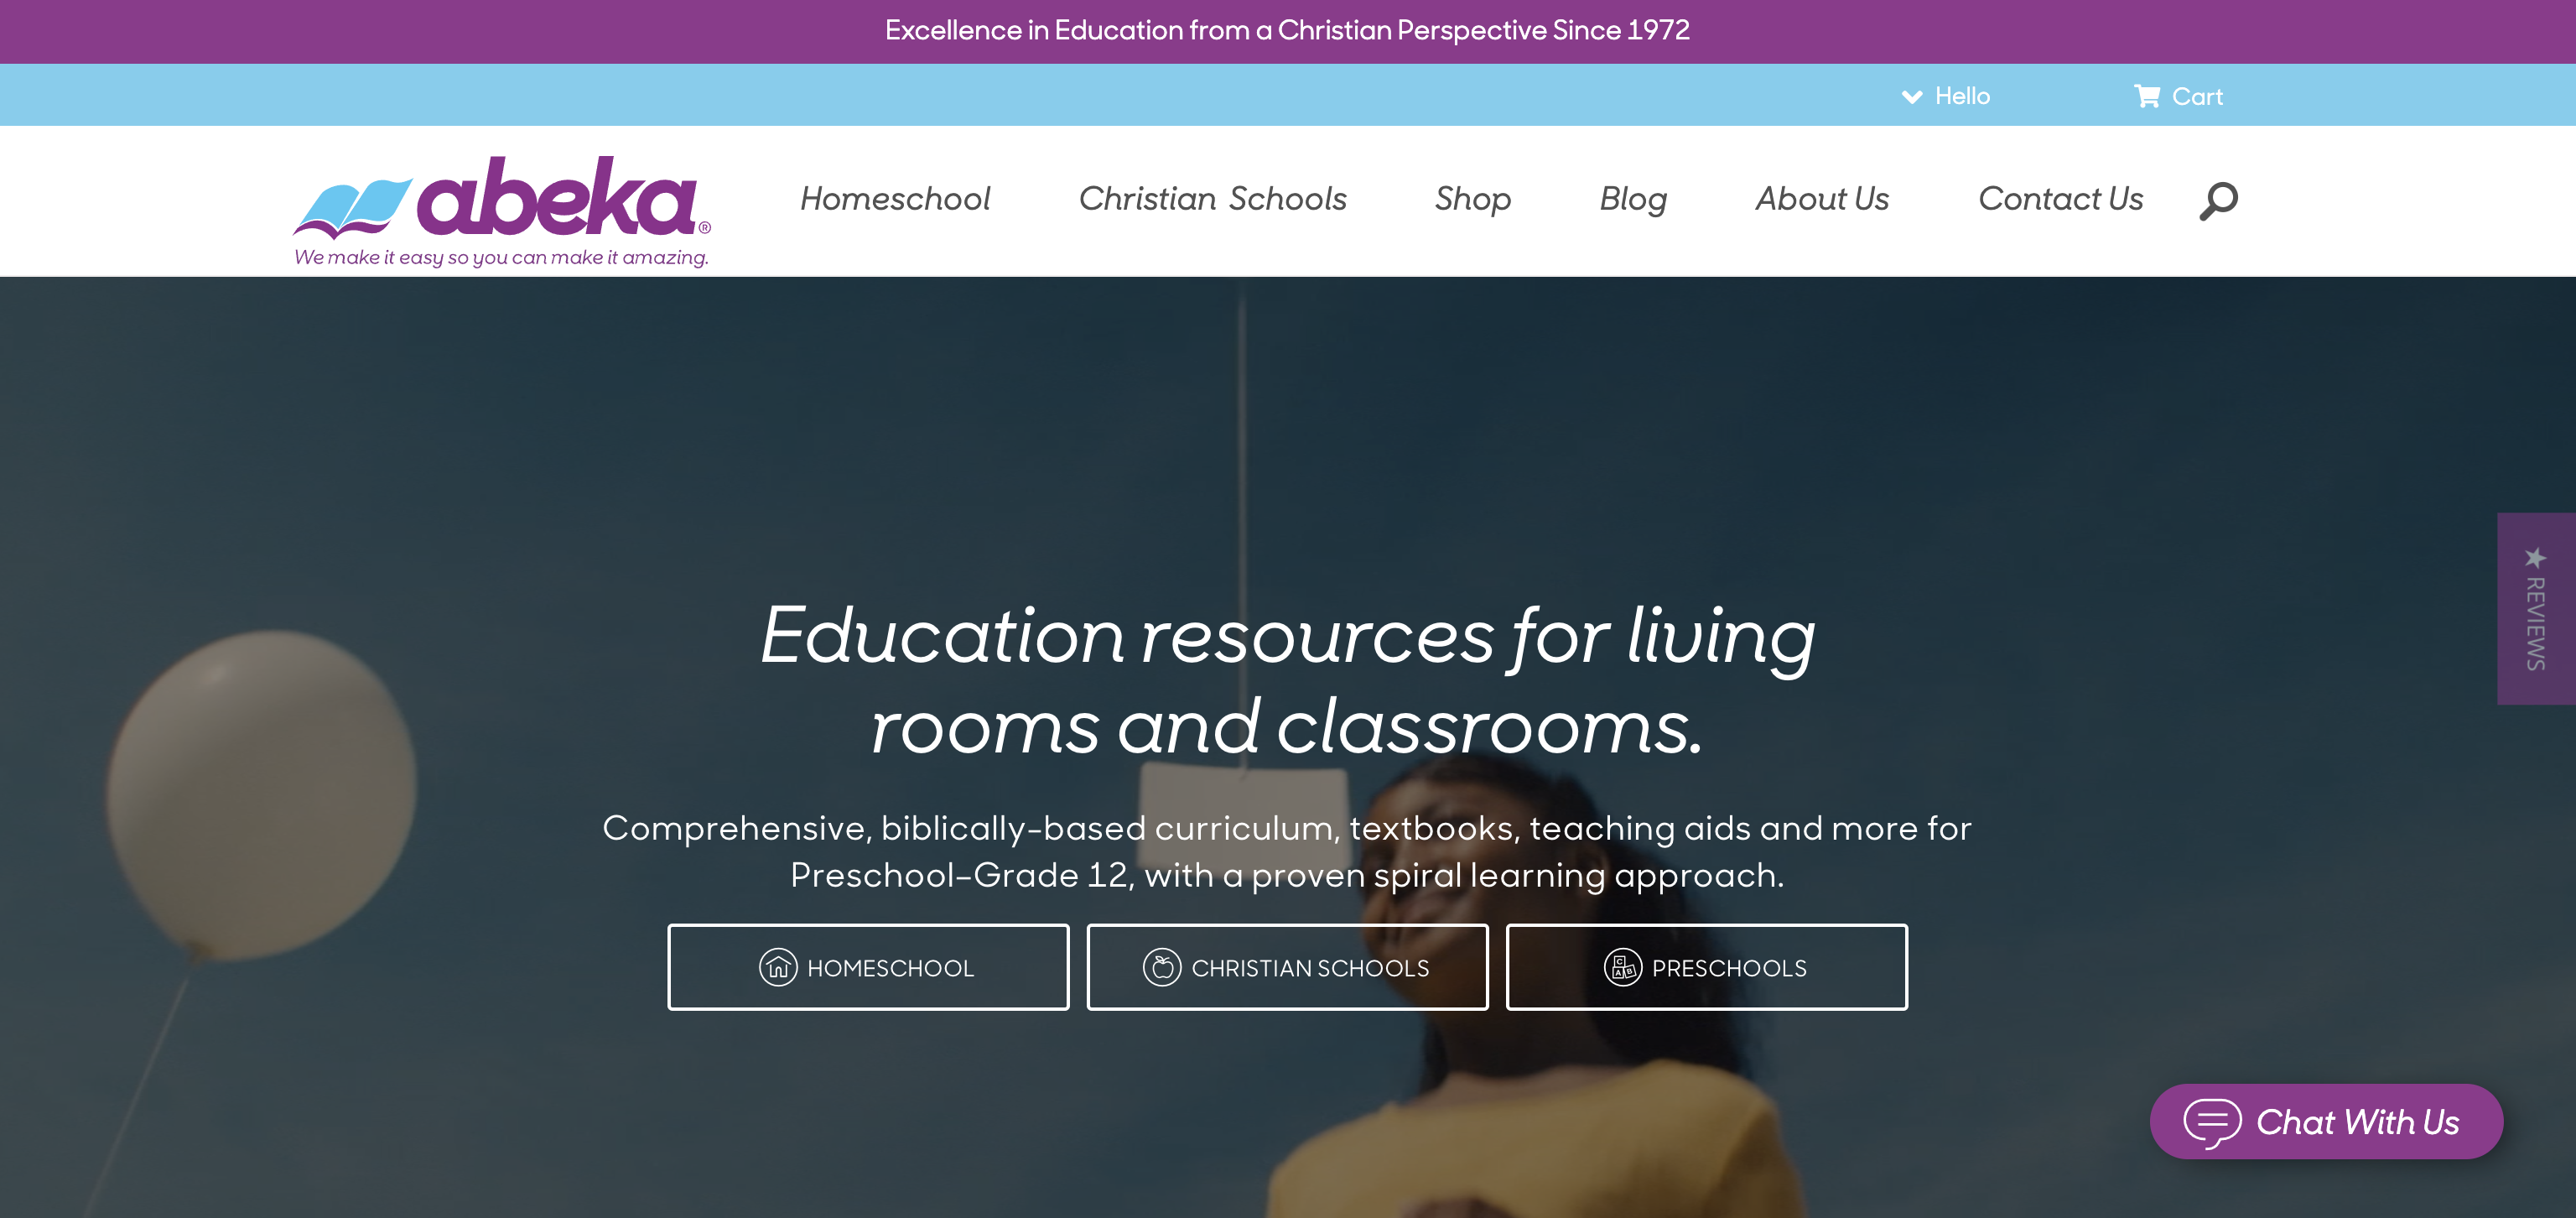 Excellence in Education from a Christian Perspective Since 1972
Hello
Cart
abeka®
We make it easy so you can make it amazing.
Homeschool
Christian Schools
Shop
Blog
About Us
Contact Us
Education resources for living
rooms and classrooms.
Comprehensive, biblically-based curriculum, textbooks, teaching aids and more for
Preschool–Grade 12, with a proven spiral learning approach.
HOMESCHOOL
CHRISTIAN SCHOOLS
PRESCHOOLS
★ REVIEWS
Chat With Us